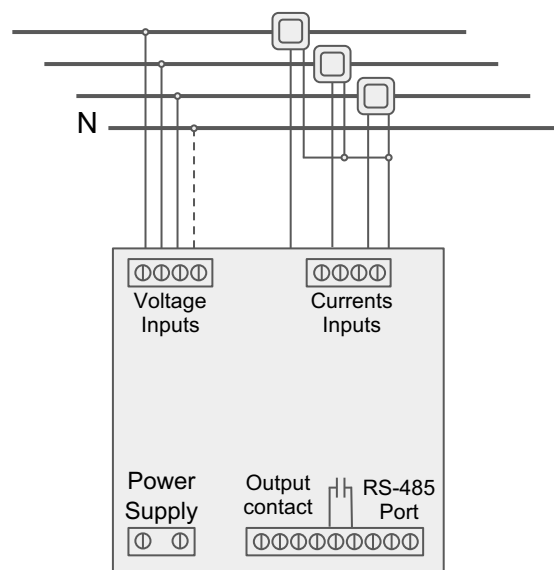 N
Voltage
Inputs
Currents
Inputs
Power
Supply
Output
contact
RS-485
Port